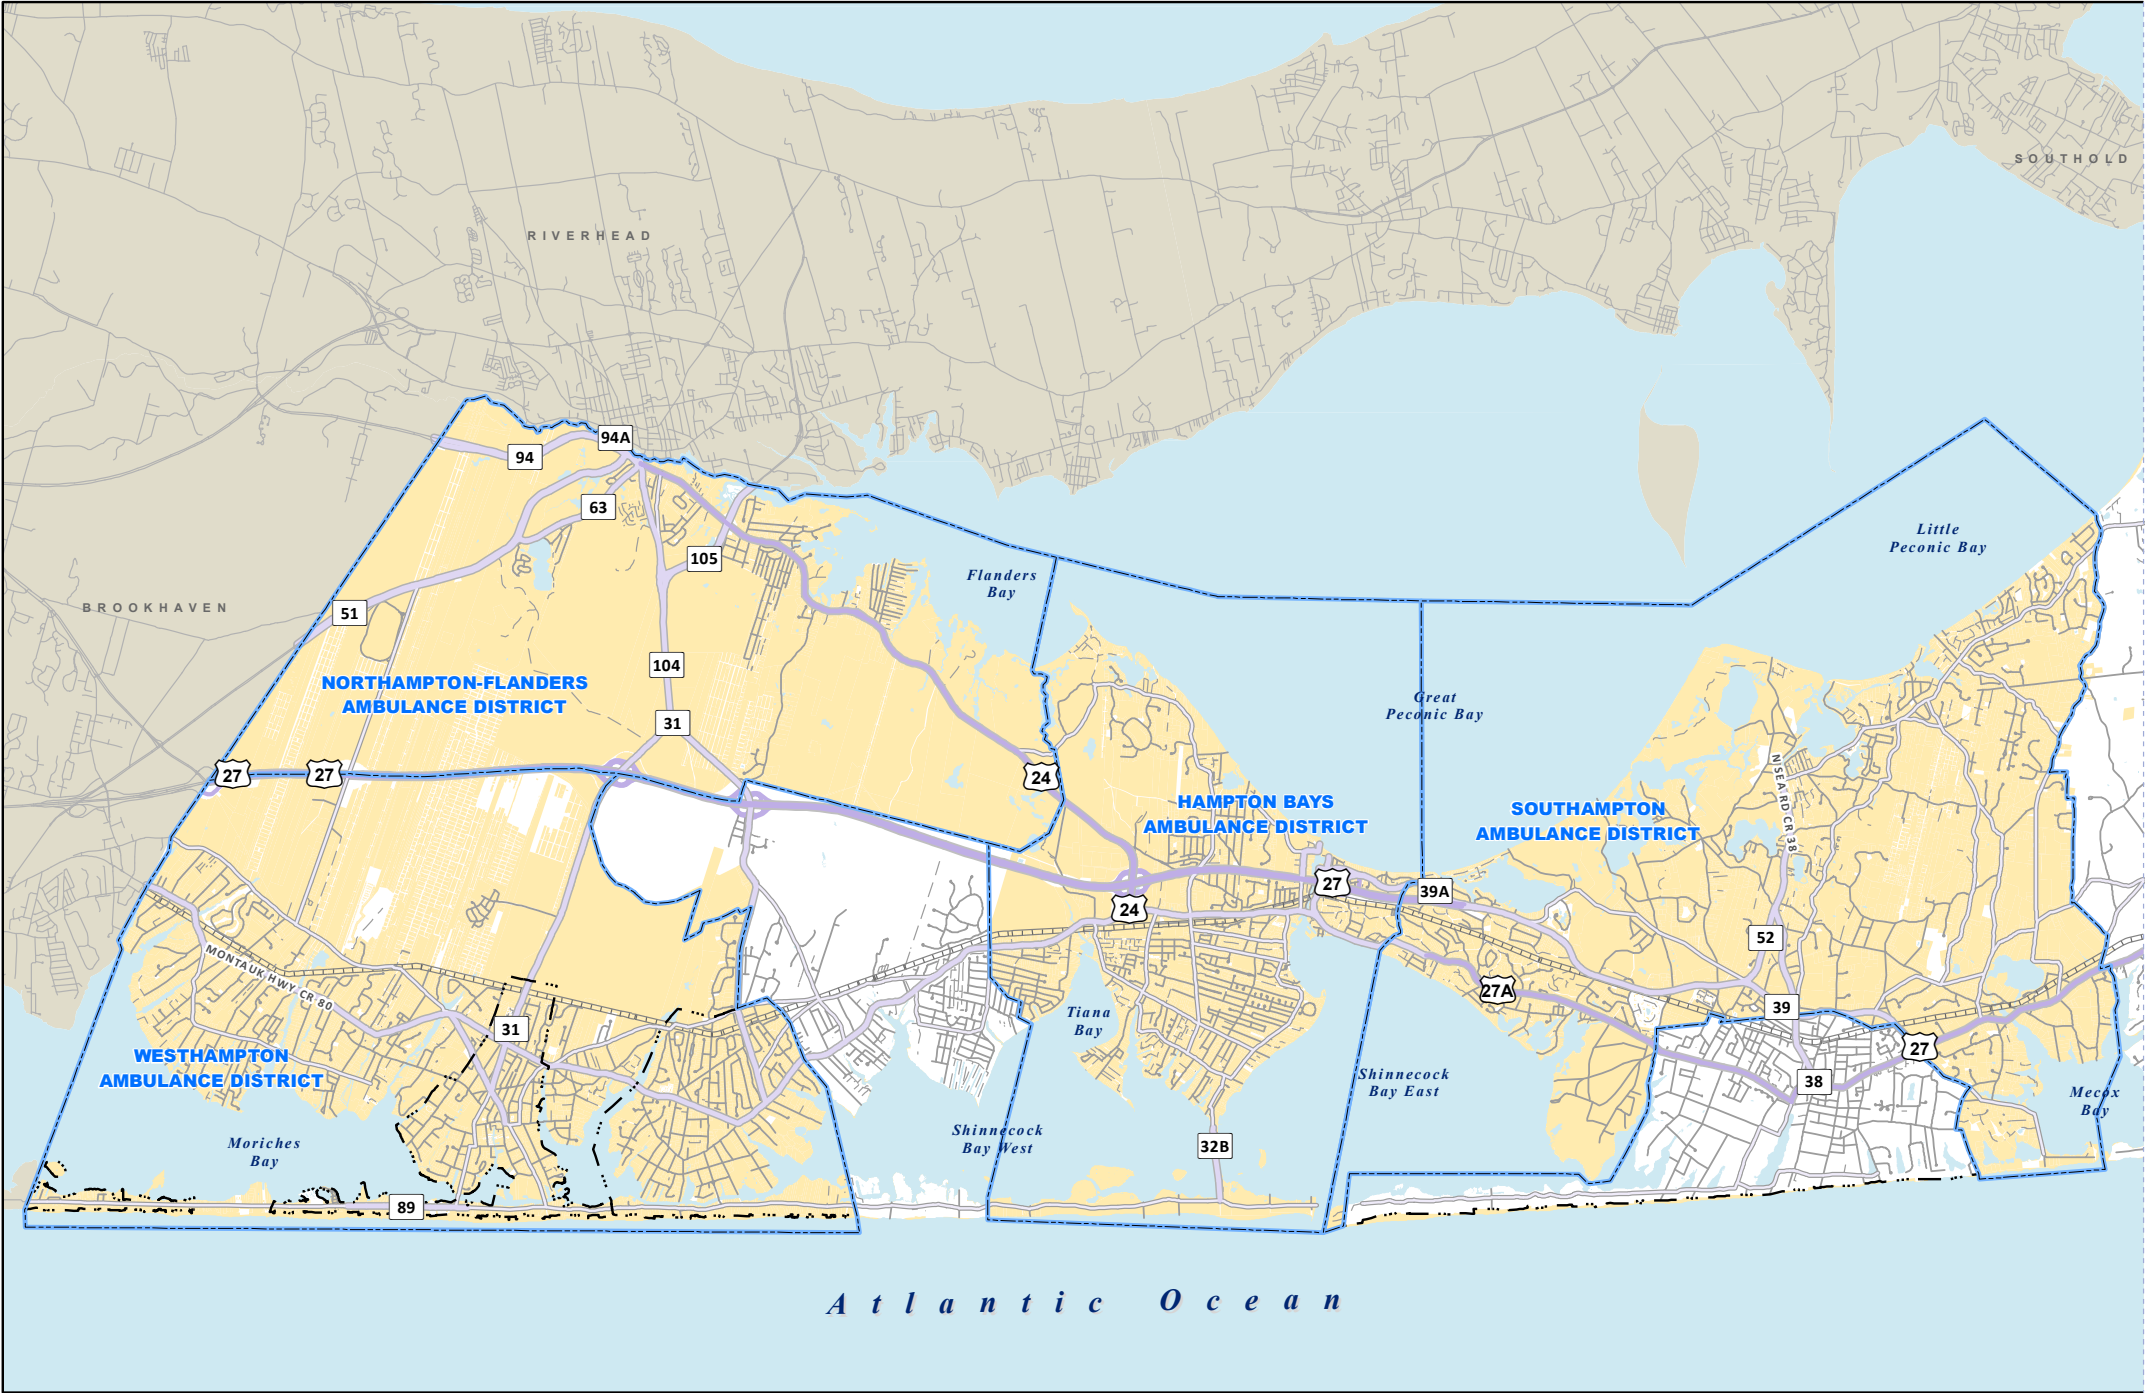 SOUTHOLD
RIVERHEAD
94A
94
63
Little
Peconic Bay
105
Flanders
Bay
BROOKHAVEN
51
104
NORTHAMPTON-FLANDERS
AMBULANCE DISTRICT
Great
Peconic Bay
31
27
27
24
N SEA RD CR 38
HAMPTON BAYS
AMBULANCE DISTRICT
SOUTHAMPTON
AMBULANCE DISTRICT
27
39A
24
52
MONTAUK HWY CR 80
27A
39
Tiana
Bay
31
27
WESTHAMPTON
AMBULANCE DISTRICT
Shinnecock
Bay East
38
Mecox
Bay
Moriches
Bay
Shinnecock
Bay West
32B
89
Atlantic Ocean